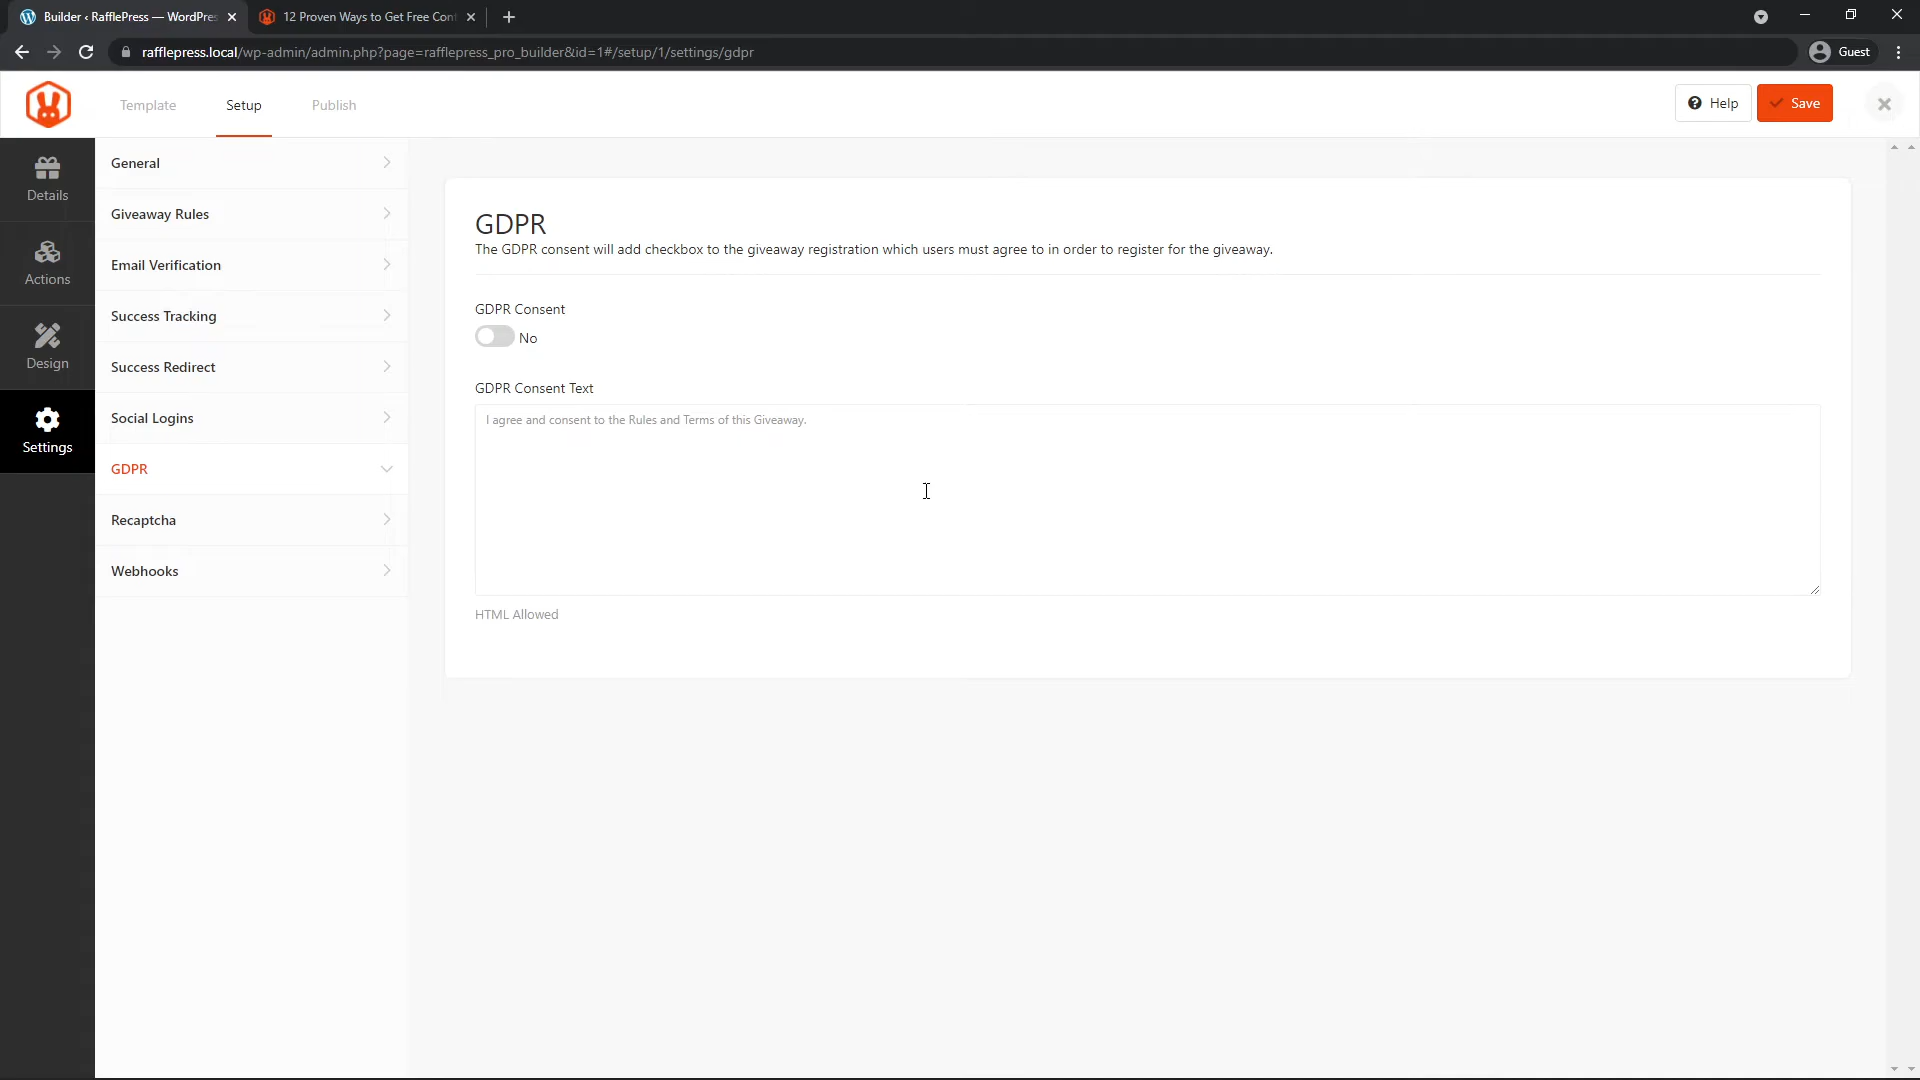 Builder ‹ RafflePress — WordPres
12 Proven Ways to Get Free Cont
rafflepress.local/wp-admin/admin.php?page=rafflepress_pro_builder&id=1#/setup/1/settings/gdpr
Guest
Template
Setup
Publish
Help
Save
Details
Actions
Design
Settings
General
Giveaway Rules
Email Verification
Success Tracking
Success Redirect
Social Logins
GDPR
Recaptcha
Webhooks
GDPR
The GDPR consent will add checkbox to the giveaway registration which users must agree to in order to register for the giveaway.
GDPR Consent
No
GDPR Consent Text
I agree and consent to the Rules and Terms of this Giveaway.
HTML Allowed